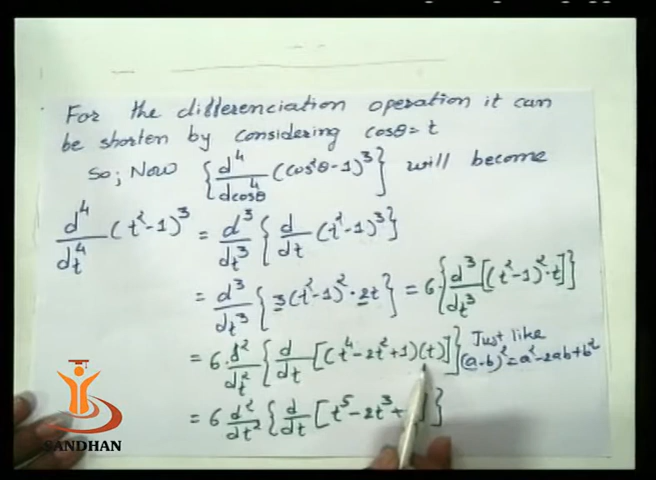 For the differenciation operation it can
be shorten by considering cosθ = t
So; Now {d⁴/dcosθ⁴ (cos²θ-1)³} will become
d⁴/dt⁴ (t²-1)³ = d³/dt³ {d/dt (t²-1)³}
= d³/dt³ {3(t²-1)²·2t} = 6·{d³/dt³ [(t²-1)²·t]}
= 6·d²/dt² {d/dt [(t⁴-2t²+1)(t)]} Just like
(a-b)² = a²-2ab+b²
= 6 d²/dt² {d/dt [t⁵-2t³+ ]}
SANDHAN